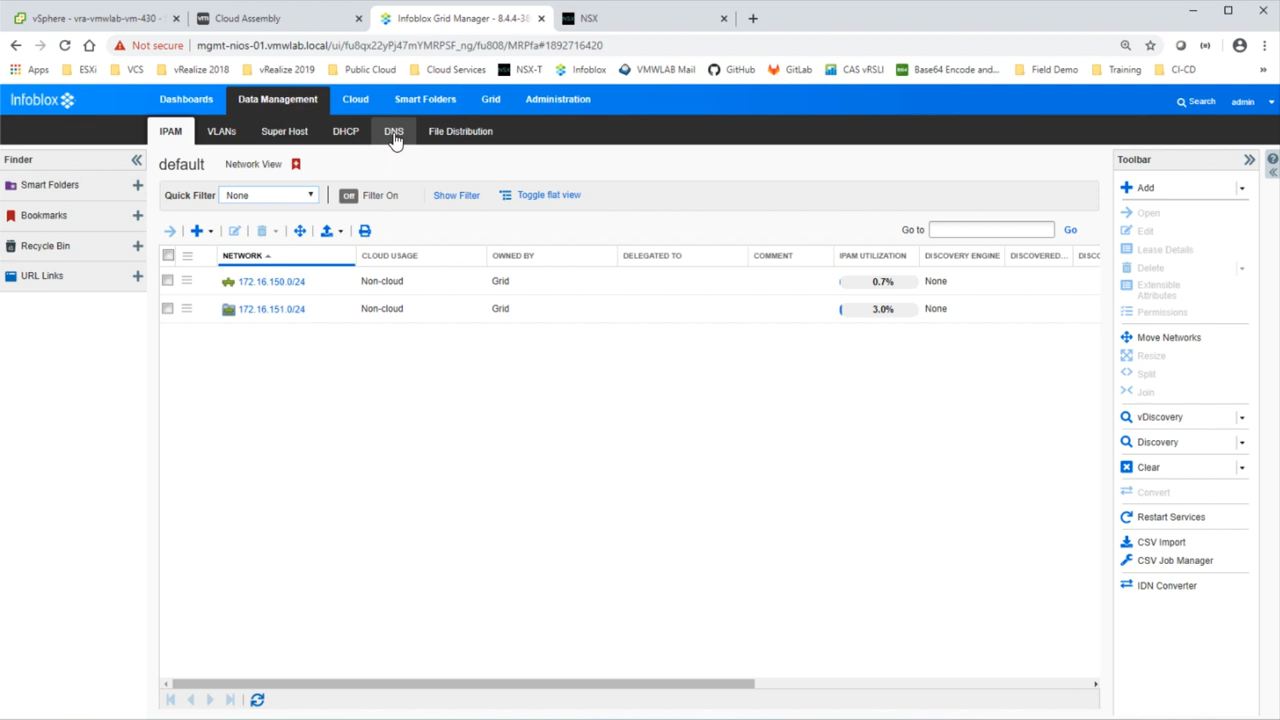 vSphere - vra-vmwlab-vm-430 -
Cloud Assembly
Infoblox Grid Manager - 8.4.4-38
NSX
Not secure
mgmt-nios-01.vmwlab.local/ui/fu8qx22yPj47mYMRPSF_ng/fu808/MRPfa#1892716420
Apps
ESXi
VCS
vRealize 2018
vRealize 2019
Public Cloud
Cloud Services
NSX-T
Infoblox
VMWLAB Mail
GitHub
GitLab
CAS vRSLI
Base64 Encode and...
Field Demo
Training
CI-CD
»
Infoblox
Dashboards
Data Management
Cloud
Smart Folders
Grid
Administration
Search
admin
IPAM
VLANs
Super Host
DHCP
DNS
File Distribution
Finder
Smart Folders
Bookmarks
Recycle Bin
URL Links
default
Network View
Quick Filter
None
Off
Filter On
Show Filter
Toggle flat view
Go to
Go
NETWORK
CLOUD USAGE
OWNED BY
DELEGATED TO
COMMENT
IPAM UTILIZATION
DISCOVERY ENGINE
DISCOVERED...
DISCO
172.16.150.0/24
Non-cloud
Grid
0.7%
None
172.16.151.0/24
Non-cloud
Grid
3.0%
None
Toolbar
Add
Open
Edit
Lease Details
Delete
Extensible
Attributes
Permissions
Move Networks
Resize
Split
Join
vDiscovery
Discovery
Clear
Convert
Restart Services
CSV Import
CSV Job Manager
IDN Converter